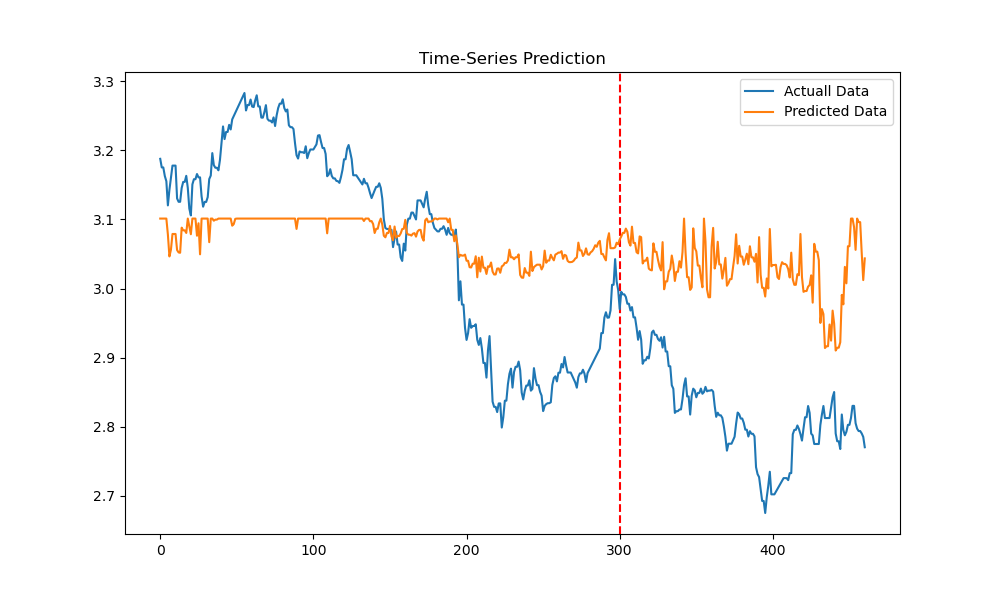 Time-Series Prediction
Actuall Data
Predicted Data
3.3
3.2
3.1
3.0
2.9
2.8
2.7
0 100 200 300 400